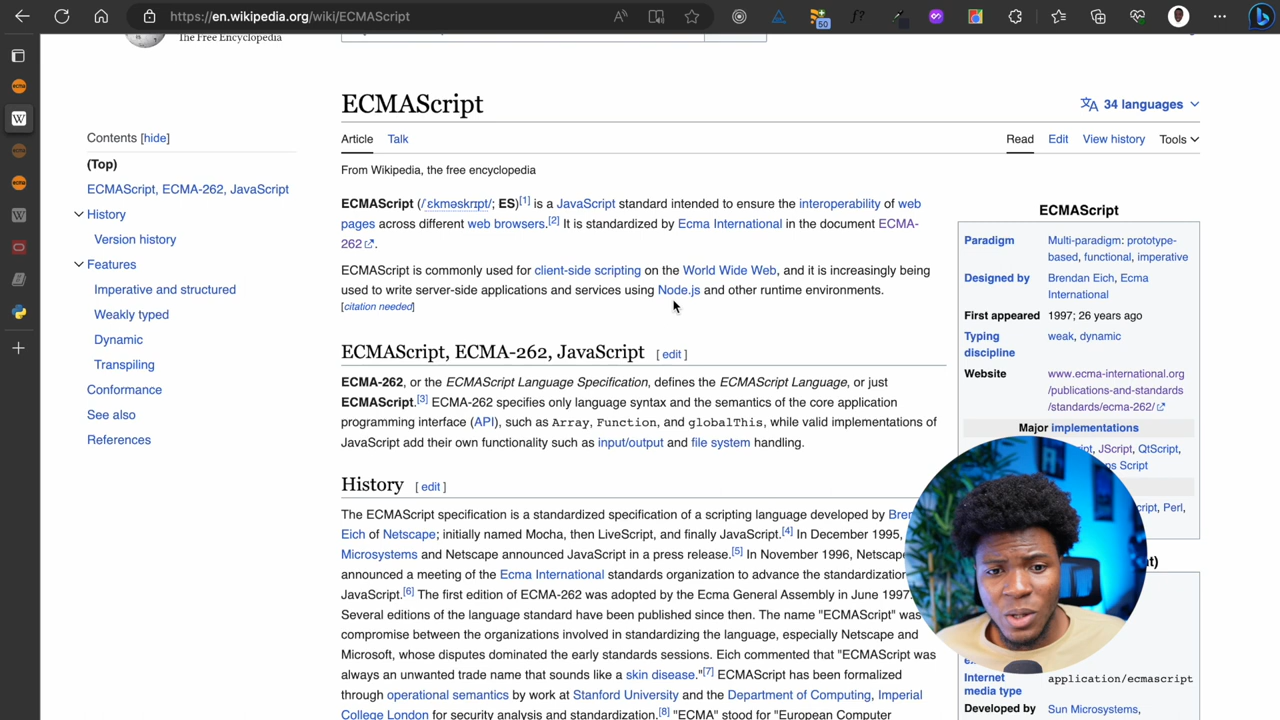 https://en.wikipedia.org/wiki/ECMAScript
50
The Free Encyclopedia
ECMAScript
34 languages
Contents [hide]
(Top)
ECMAScript, ECMA-262, JavaScript
History
Version history
Features
Imperative and structured
Weakly typed
Dynamic
Transpiling
Conformance
See also
References
Article Talk
Read Edit View history Tools
From Wikipedia, the free encyclopedia
ECMAScript (/ˈɛkməskrɪpt/; ES)[1] is a JavaScript standard intended to ensure the interoperability of web
pages across different web browsers.[2] It is standardized by Ecma International in the document ECMA-
262.
ECMAScript is commonly used for client-side scripting on the World Wide Web, and it is increasingly being
used to write server-side applications and services using Node.js and other runtime environments.
[citation needed]
ECMAScript, ECMA-262, JavaScript [ edit ]
ECMA-262, or the ECMAScript Language Specification, defines the ECMAScript Language, or just
ECMAScript.[3] ECMA-262 specifies only language syntax and the semantics of the core application
programming interface (API), such as Array, Function, and globalThis, while valid implementations of
JavaScript add their own functionality such as input/output and file system handling.
History [ edit ]
The ECMAScript specification is a standardized specification of a scripting language developed by
Eich of Netscape; initially named Mocha, then LiveScript, and finally JavaScript.[4] In December 1995,
Microsystems and Netscape announced JavaScript in a press release.[5] In November 1996, Netscape
announced a meeting of the Ecma International standards organization to advance the standardization
JavaScript.[6] The first edition of ECMA-262 was adopted by the Ecma General Assembly in June 1997.
Several editions of the language standard have been published since then. The name "ECMAScript" was
compromise between the organizations involved in standardizing the language, especially Netscape and
Microsoft, whose disputes dominated the early standards sessions. Eich commented that "ECMAScript was
always an unwanted trade name that sounds like a skin disease."[7] ECMAScript has been formalized
through operational semantics by work at Stanford University and the Department of Computing, Imperial
College London for security analysis and standardization.[8] "ECMA" stood for "European Computer
ECMAScript
Paradigm Multi-paradigm: prototype-
based, functional, imperative
Designed by Brendan Eich, Ecma
International
First appeared 1997; 26 years ago
Typing weak, dynamic
discipline
Website www.ecma-international.org
/publications-and-standards
/standards/ecma-262/
Major implementations
JScript, QtScript,
Script
Perl,
Internet
media type application/ecmascript
Developed by Sun Microsystems,